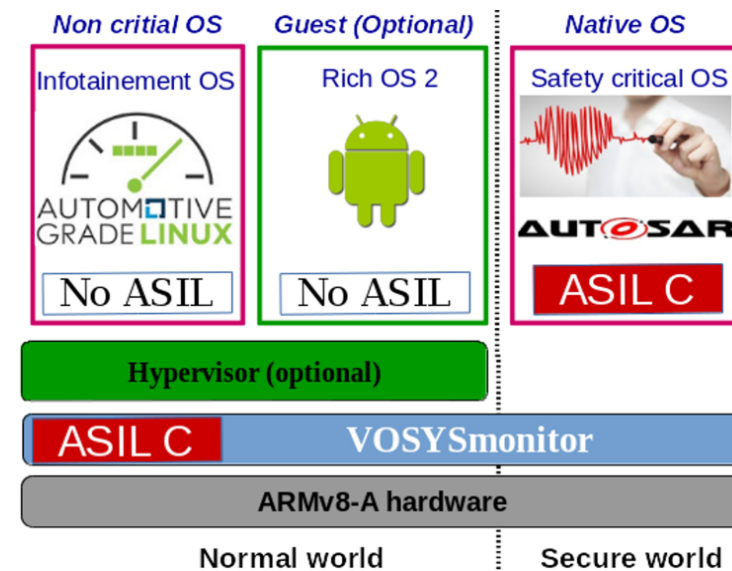 Non critial OS
Guest (Optional)
Native OS
Infotainement OS
AUTOMOTIVE
GRADE LINUX
No ASIL
Rich OS 2
No ASIL
Safety critical OS
AUTOSAR
ASIL C
Hypervisor (optional)
ASIL C
VOSYSmonitor
ARMv8-A hardware
Normal world
Secure world